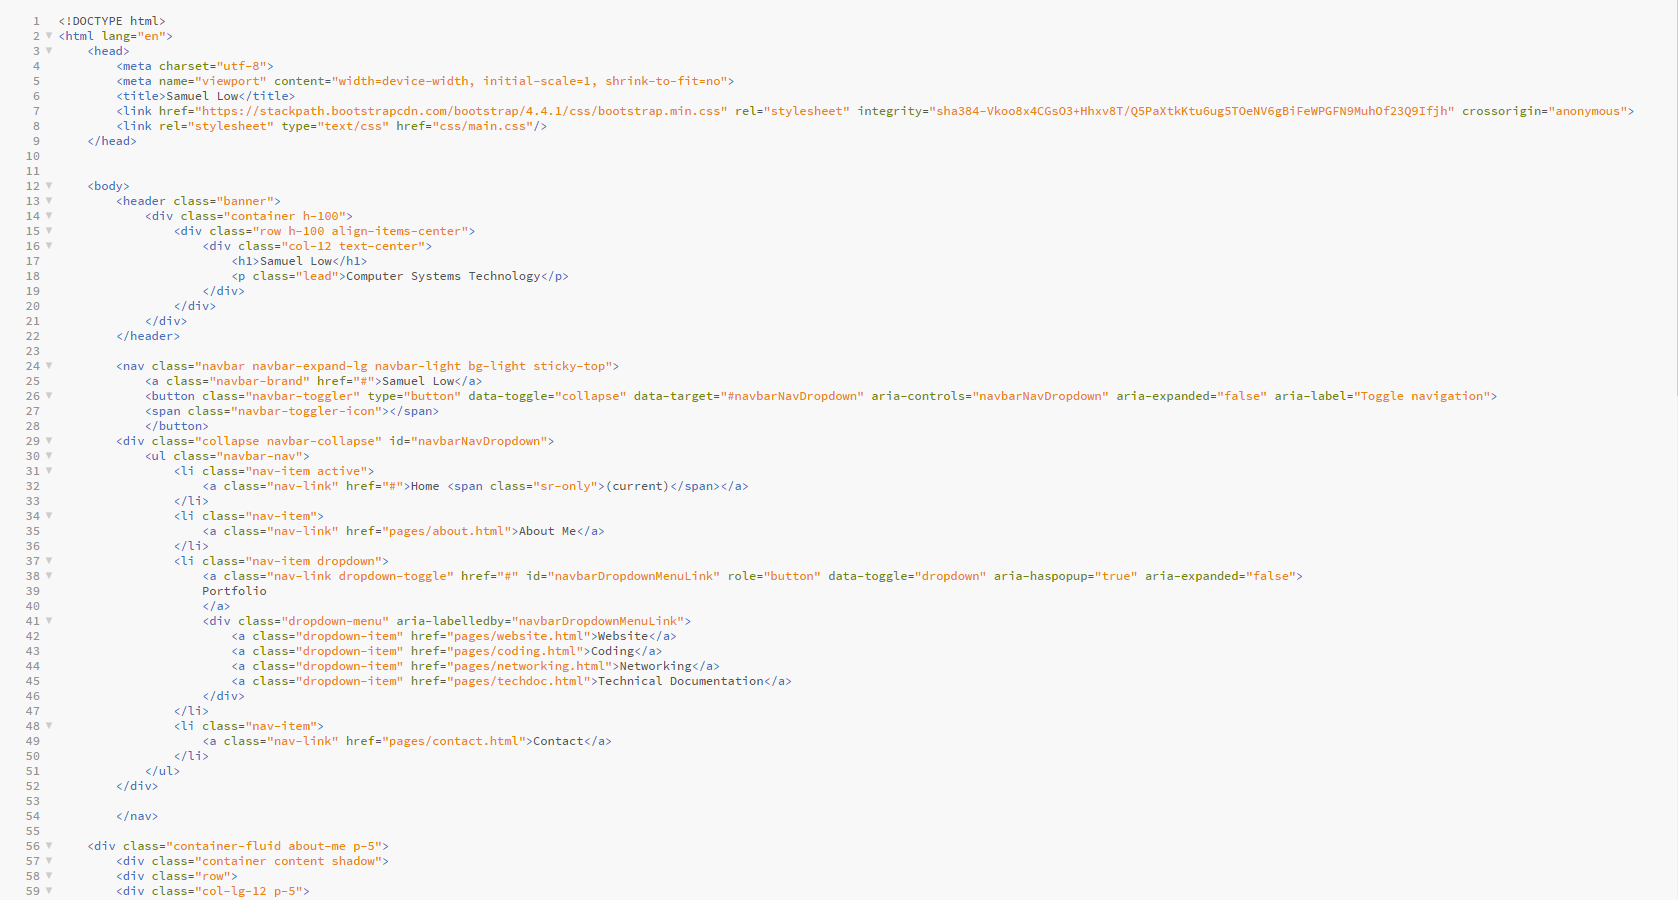 1 <!DOCTYPE html>
2 <html lang="en">
3     <head>
4         <meta charset="utf-8">
5         <meta name="viewport" content="width=device-width, initial-scale=1, shrink-to-fit=no">
6         <title>Samuel Low</title>
7         <link href="https://stackpath.bootstrapcdn.com/bootstrap/4.4.1/css/bootstrap.min.css" rel="stylesheet" integrity="sha384-Vkoo8x4CGsO3+Hhxv8T/Q5PaXtkKtu6ug5TOeNV6gBiFeWPGFN9MuhOf23Q9Ifjh" crossorigin="anonymous">
8         <link rel="stylesheet" type="text/css" href="css/main.css"/>
9     </head>
10
11
12     <body>
13         <header class="banner">
14             <div class="container h-100">
15                 <div class="row h-100 align-items-center">
16                     <div class="col-12 text-center">
17                         <h1>Samuel Low</h1>
18                         <p class="lead">Computer Systems Technology</p>
19                     </div>
20                 </div>
21             </div>
22         </header>
23
24         <nav class="navbar navbar-expand-lg navbar-light bg-light sticky-top">
25             <a class="navbar-brand" href="#">Samuel Low</a>
26             <button class="navbar-toggler" type="button" data-toggle="collapse" data-target="#navbarNavDropdown" aria-controls="navbarNavDropdown" aria-expanded="false" aria-label="Toggle navigation">
27             <span class="navbar-toggler-icon"></span>
28             </button>
29         <div class="collapse navbar-collapse" id="navbarNavDropdown">
30             <ul class="navbar-nav">
31                 <li class="nav-item active">
32                     <a class="nav-link" href="#">Home <span class="sr-only">(current)</span></a>
33                 </li>
34                 <li class="nav-item">
35                     <a class="nav-link" href="pages/about.html">About Me</a>
36                 </li>
37                 <li class="nav-item dropdown">
38                     <a class="nav-link dropdown-toggle" href="#" id="navbarDropdownMenuLink" role="button" data-toggle="dropdown" aria-haspopup="true" aria-expanded="false">
39                     Portfolio
40                     </a>
41                     <div class="dropdown-menu" aria-labelledby="navbarDropdownMenuLink">
42                         <a class="dropdown-item" href="pages/website.html">Website</a>
43                         <a class="dropdown-item" href="pages/coding.html">Coding</a>
44                         <a class="dropdown-item" href="pages/networking.html">Networking</a>
45                         <a class="dropdown-item" href="pages/techdoc.html">Technical Documentation</a>
46                     </div>
47                 </li>
48                 <li class="nav-item">
49                     <a class="nav-link" href="pages/contact.html">Contact</a>
50                 </li>
51             </ul>
52         </div>
53
54         </nav>
55
56     <div class="container-fluid about-me p-5">
57         <div class="container content shadow">
58         <div class="row">
59         <div class="col-lg-12 p-5">